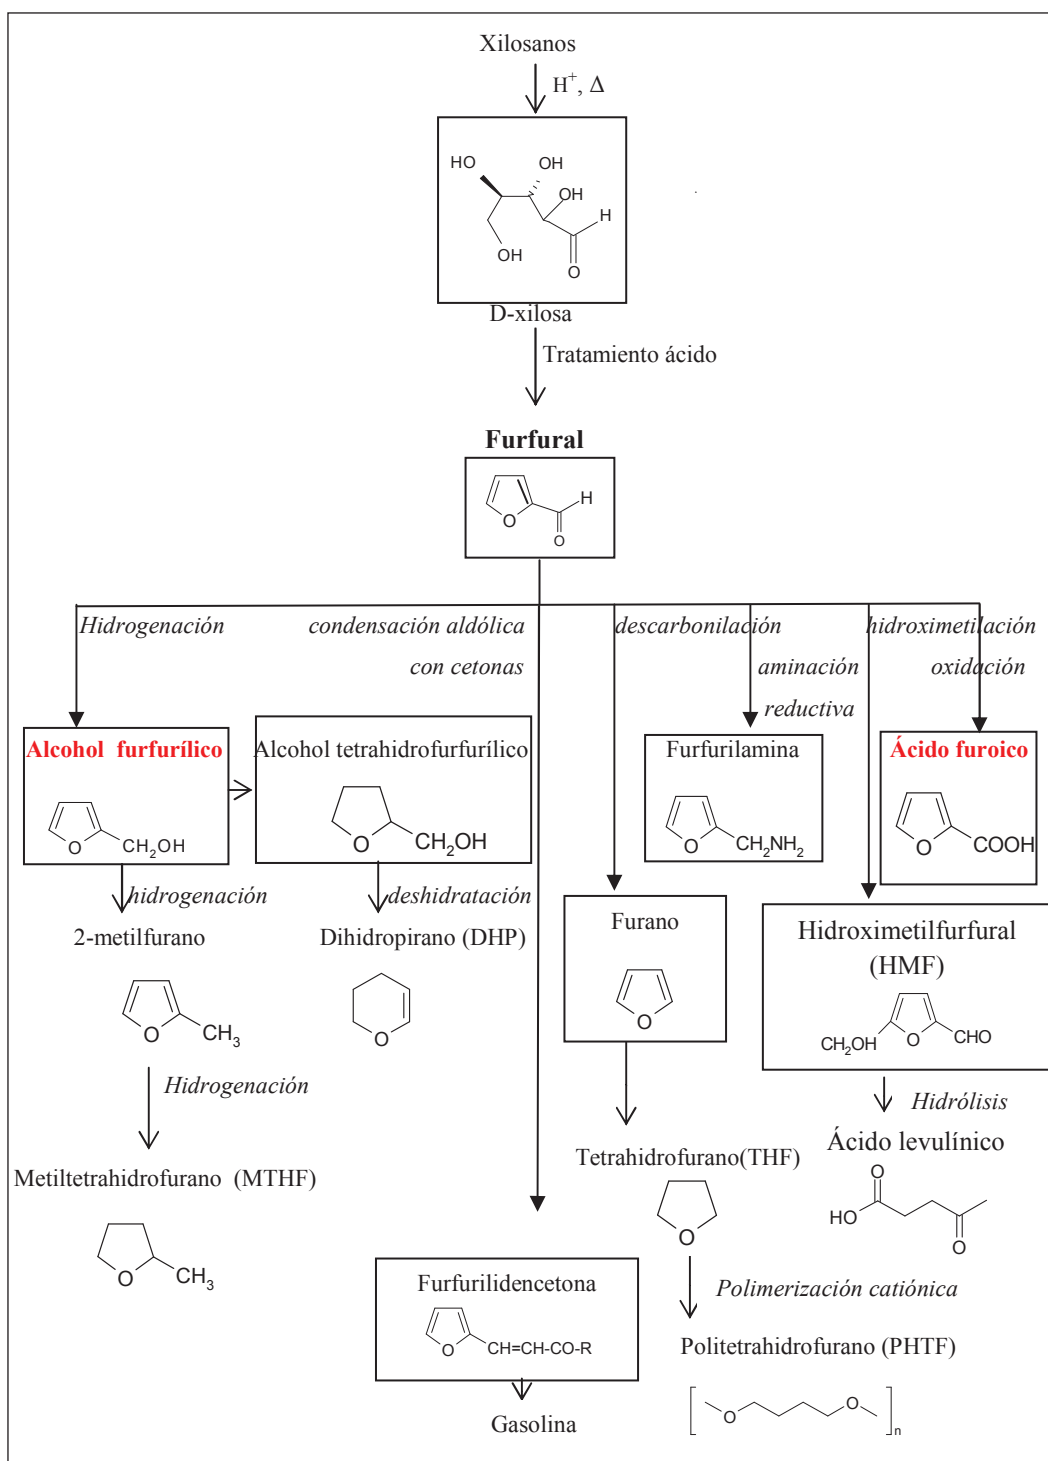 Xilosanos
H+, Δ
HO
OH
OH
H
OH
O
D-xilosa
Tratamiento ácido
Furfural
H
O
O
Hidrogenación
condensación aldólica
con cetonas
descarbonilación
aminación
reductiva
hidroximetilación
oxidación
Alcohol furfurílico
O
CH2OH
Alcohol tetrahidrofurfurílico
O
CH2OH
Furfurilamina
O
CH2NH2
Ácido furoico
O
COOH
hidrogenación
2-metilfurano
O
CH3
deshidratación
Dihidropirano (DHP)
O
Furano
O
Hidroximetilfurfural
(HMF)
CH2OH
O
CHO
Hidrogenación
Metiltetrahidrofurano (MTHF)
O
CH3
Hidrólisis
Ácido levulínico
O
HO
O
Tetrahidrofurano(THF)
O
Polimerización catiónica
Politetrahidrofurano (PHTF)
O
O
n
Furfurilidencetona
O
CH=CH-CO-R
Gasolina